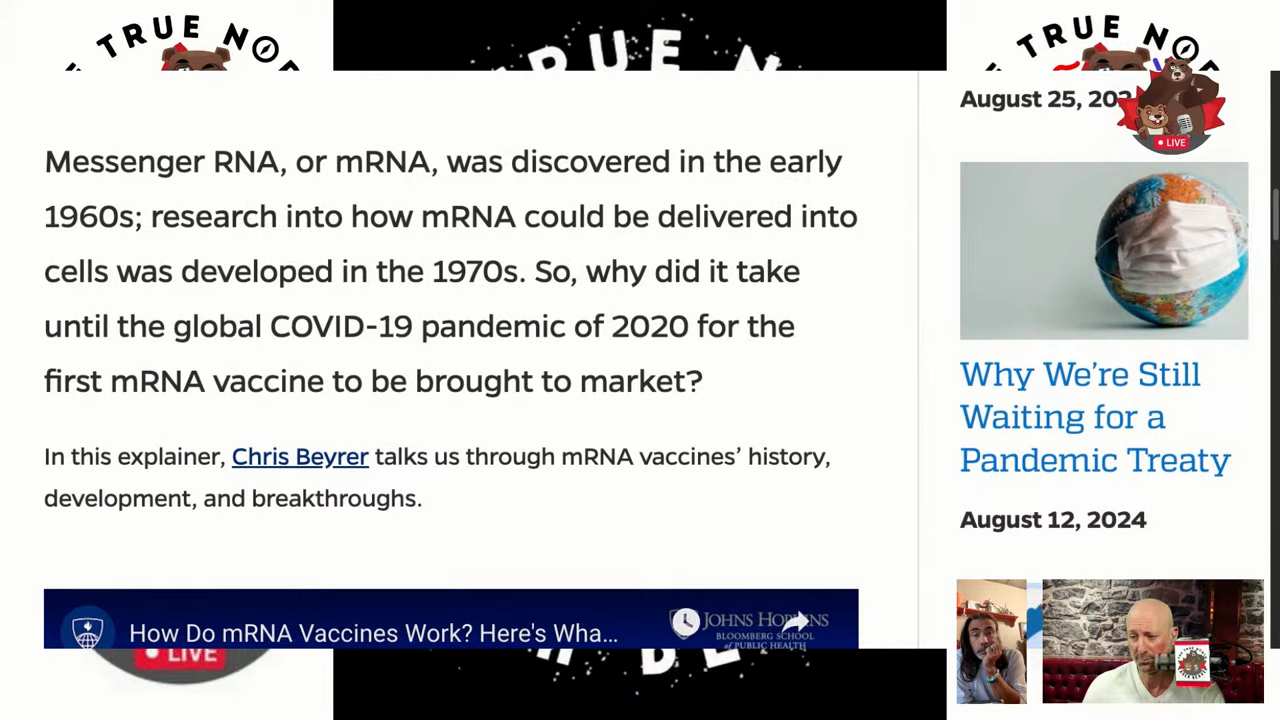 TRUE NO
RUE N
TRUE NO
August 25, 202
LIVE
Messenger RNA, or mRNA, was discovered in the early
1960s; research into how mRNA could be delivered into
cells was developed in the 1970s. So, why did it take
until the global COVID-19 pandemic of 2020 for the
first mRNA vaccine to be brought to market?
In this explainer, Chris Beyrer talks us through mRNA vaccines' history,
development, and breakthroughs.
Why We're Still
Waiting for a
Pandemic Treaty
August 12, 2024
How Do mRNA Vaccines Work? Here's Wha...
JOHNS HOPKINS
BLOOMBERG SCHOOL
of PUBLIC HEALTH
LIVE